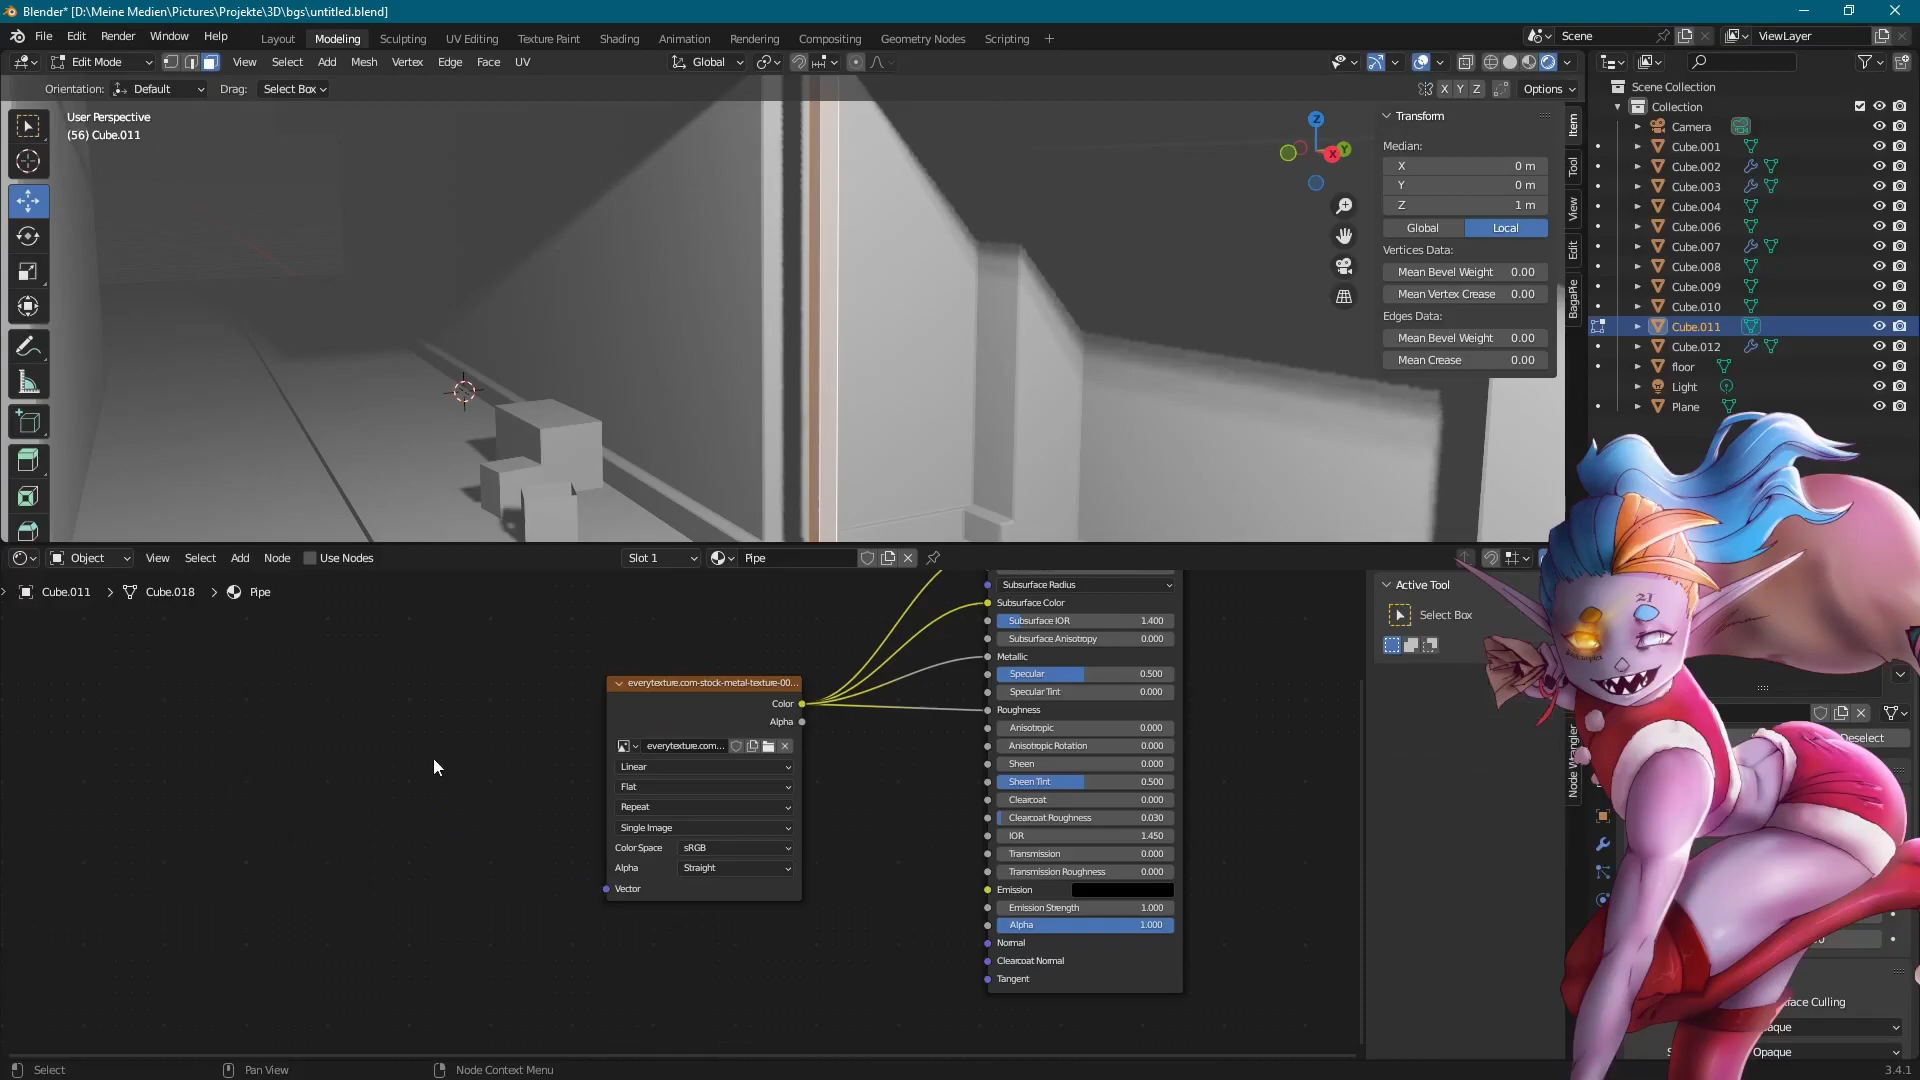 Blender* [D:\Meine Medien\Pictures\Projekte\3D\bgs\untitled.blend]
File Edit Render Window Help Layout Modeling Sculpting UV Editing Texture Paint Shading Animation Rendering Compositing Geometry Nodes Scripting + Scene ViewLayer
Edit Mode View Select Add Mesh Vertex Edge Face UV Global
Orientation: Default Drag: Select Box X Y Z Options
User Perspective
(56) Cube.011
Z
X
Y
Transform
Median:
X 0 m
Y 0 m
Z 1 m
Global Local
Vertices Data:
Mean Bevel Weight 0.00
Mean Vertex Crease 0.00
Edges Data:
Mean Bevel Weight 0.00
Mean Crease 0.00
Item
Tool
View
Edit
BagaPie
Scene Collection
Collection
Camera
Cube.001
Cube.002
Cube.003
Cube.004
Cube.006
Cube.007
Cube.008
Cube.009
Cube.010
Cube.011
Cube.012
floor
Light
Plane
Object View Select Add Node Use Nodes Slot 1 Pipe
Cube.011 > Cube.018 > Pipe
everytexture.com-stock-metal-texture-00...
Color
Alpha
everytexture.com...
Linear
Flat
Repeat
Single Image
Color Space sRGB
Alpha Straight
Vector
Subsurface Radius
Subsurface Color
Subsurface IOR 1.400
Subsurface Anisotropy 0.000
Metallic
Specular 0.500
Specular Tint 0.000
Roughness
Anisotropic 0.000
Anisotropic Rotation 0.000
Sheen 0.000
Sheen Tint 0.500
Clearcoat 0.000
Clearcoat Roughness 0.030
IOR 1.450
Transmission 0.000
Transmission Roughness 0.000
Emission
Emission Strength 1.000
Alpha 1.000
Normal
Clearcoat Normal
Tangent
Active Tool
Select Box
Node Wrangler
21
Deselect
face Culling
aque
Opaque
Select Pan View Node Context Menu 3.4.1